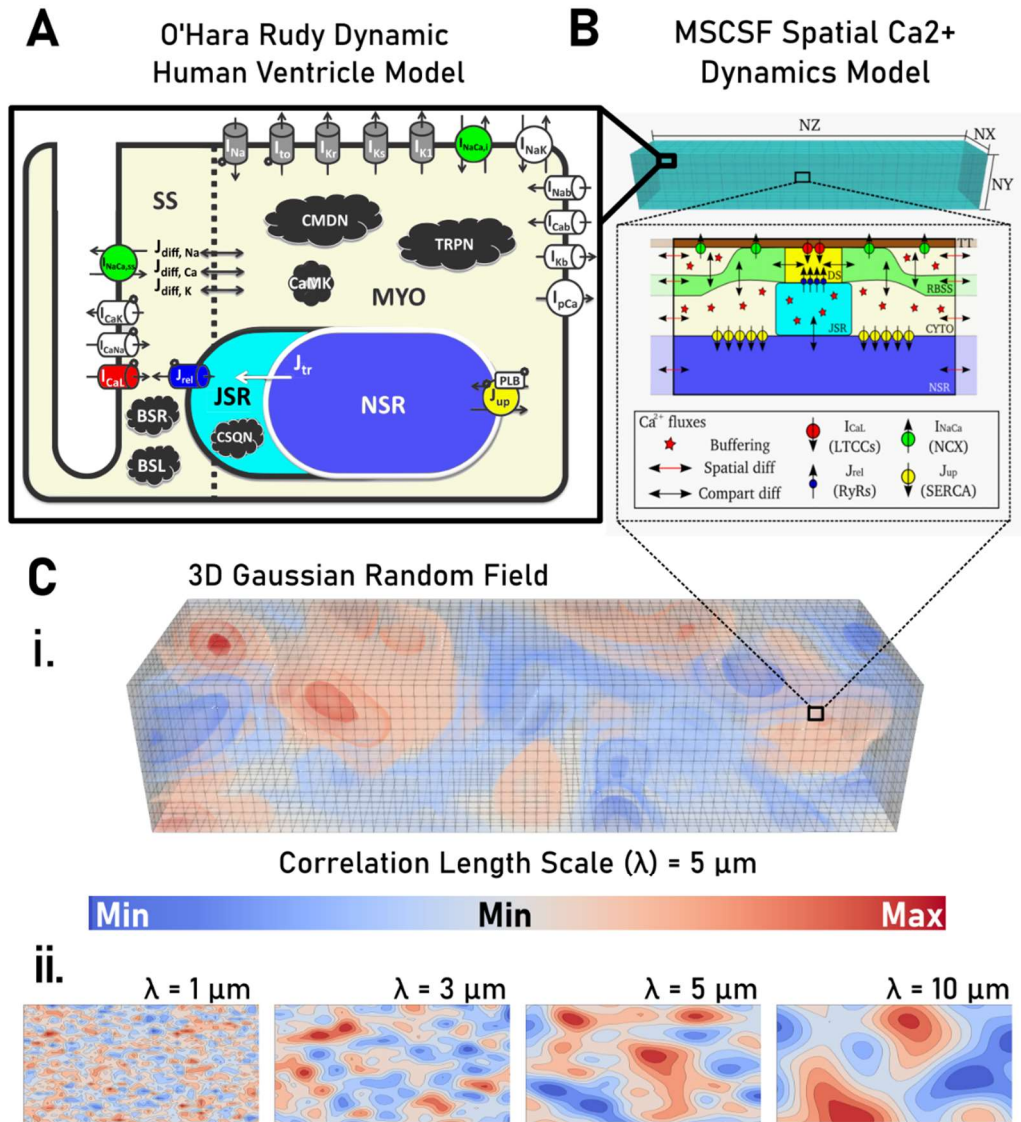 A
O'Hara Rudy Dynamic
Human Ventricle Model
B
MSCSF Spatial Ca2+
Dynamics Model
INa
Ito
IKr
IKs
IK1
INaCa,i
INaK
INab
ICab
IKb
IpCa
SS
CMDN
TRPN
CaMK
MYO
INaCa,ss
Jdiff, Na
Jdiff, Ca
Jdiff, K
ICaK
ICaNa
ICaL
Jrel
Jtr
JSR
NSR
CSQN
PLB
Jup
BSR
BSL
NZ
NX
NY
TT
DS
RBSS
CYTO
JSR
NSR
Ca2+ fluxes
Buffering
Spatial diff
Compart diff
ICaL
(LTCCs)
Jrel
(RyRs)
INaCa
(NCX)
Jup
(SERCA)
C
3D Gaussian Random Field
i.
Correlation Length Scale (λ) = 5 μm
Min Min Max
ii.
λ = 1 μm λ = 3 μm λ = 5 μm λ = 10 μm